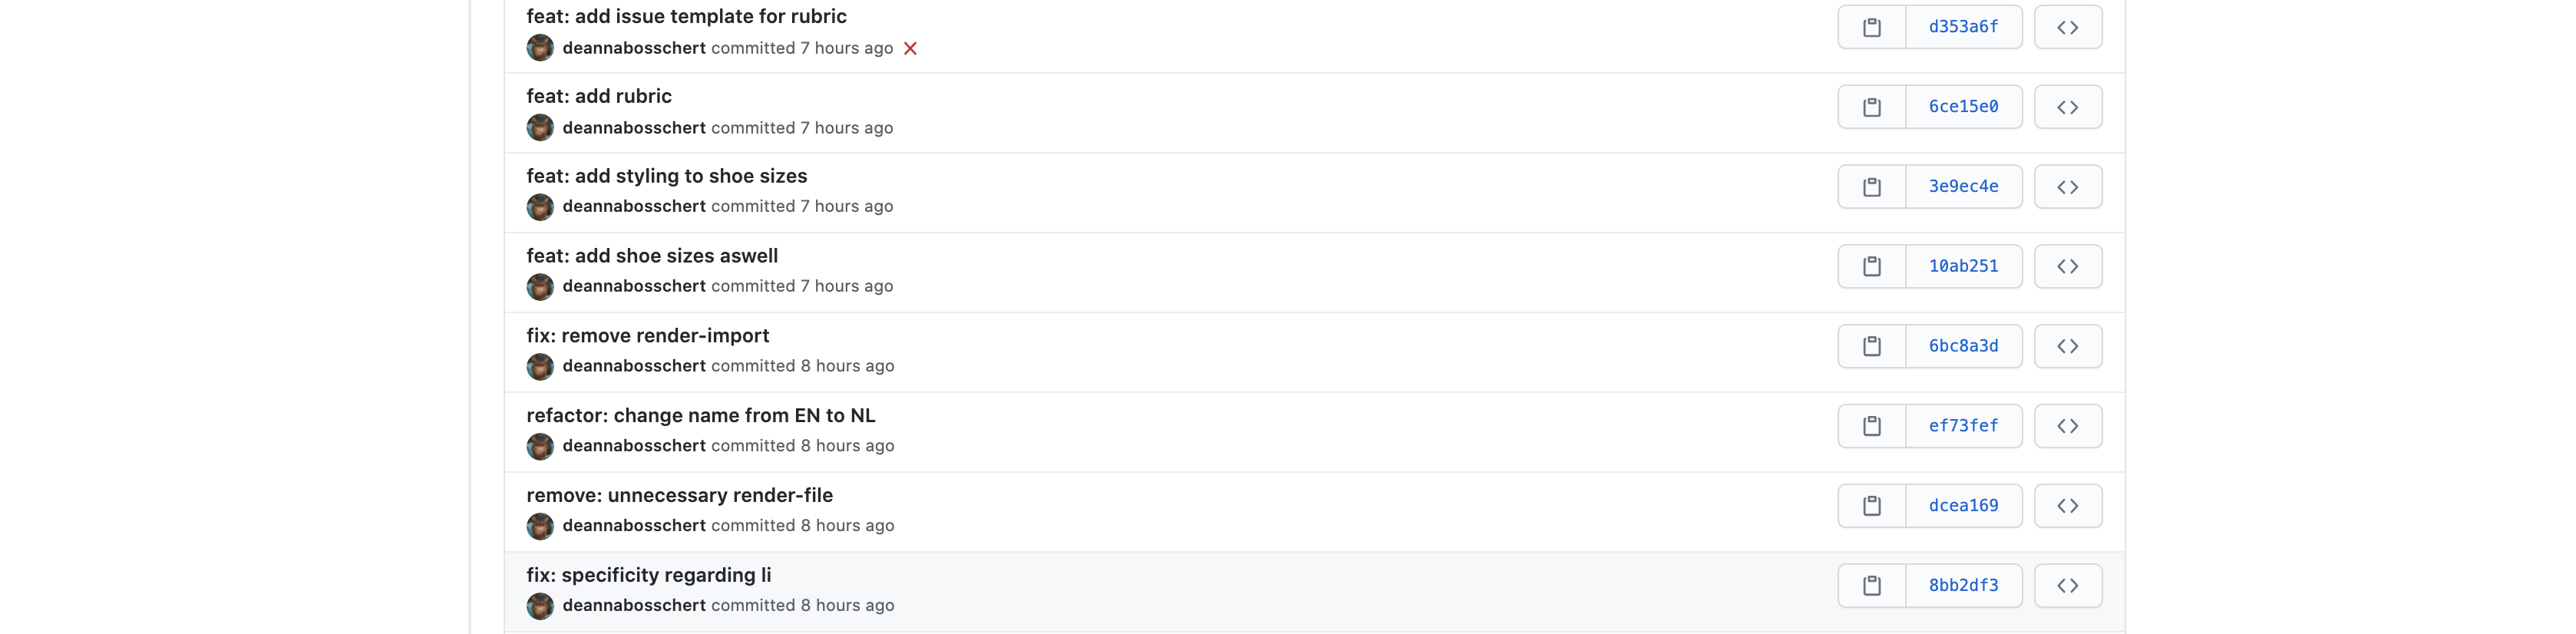 feat: add issue template for rubric
d353a6f
deannabosschert committed 7 hours ago
feat: add rubric
6ce15e0
deannabosschert committed 7 hours ago
feat: add styling to shoe sizes
3e9ec4e
deannabosschert committed 7 hours ago
feat: add shoe sizes aswell
10ab251
deannabosschert committed 7 hours ago
fix: remove render-import
6bc8a3d
deannabosschert committed 8 hours ago
refactor: change name from EN to NL
ef73fef
deannabosschert committed 8 hours ago
remove: unnecessary render-file
dcea169
deannabosschert committed 8 hours ago
fix: specificity regarding li
8bb2df3
deannabosschert committed 8 hours ago